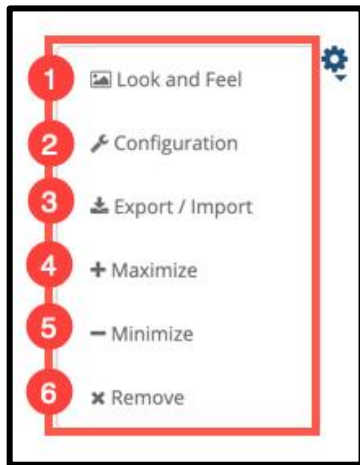 1 Look and Feel
2 Configuration
3 Export / Import
4 Maximize
5 Minimize
6 Remove